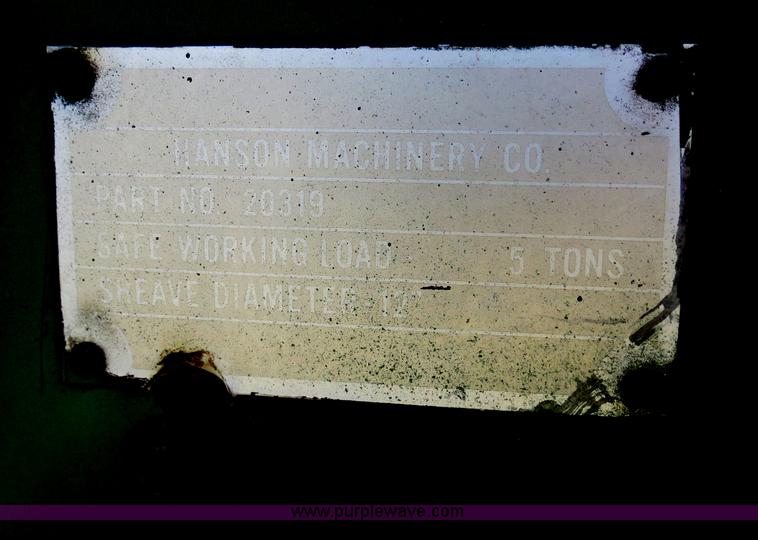 HANSON MACHINERY CO.
PART NO. 20319
SAFE WORKING LOAD 5 TONS
SHEAVE DIAMETER 12"
www.purplewave.com